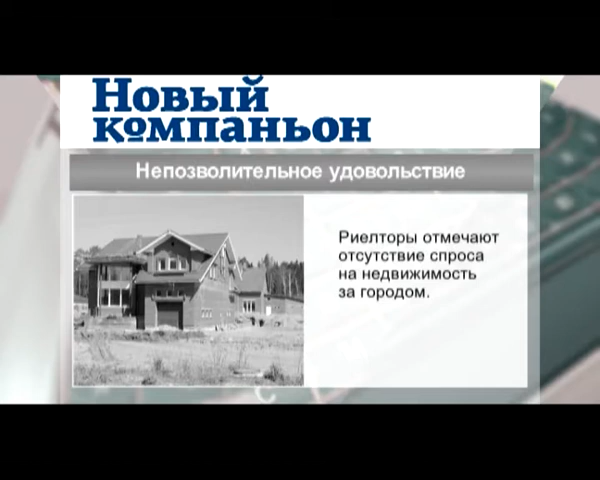 Новый
компаньон
Непозволительное удовольствие
Риелторы отмечают
отсутствие спроса
на недвижимость
за городом.